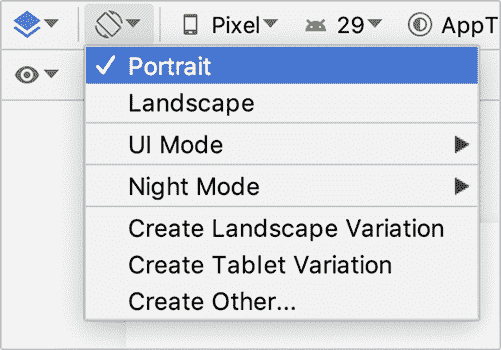 Pixel 29 AppT
Portrait
Landscape
UI Mode
Night Mode
Create Landscape Variation
Create Tablet Variation
Create Other...